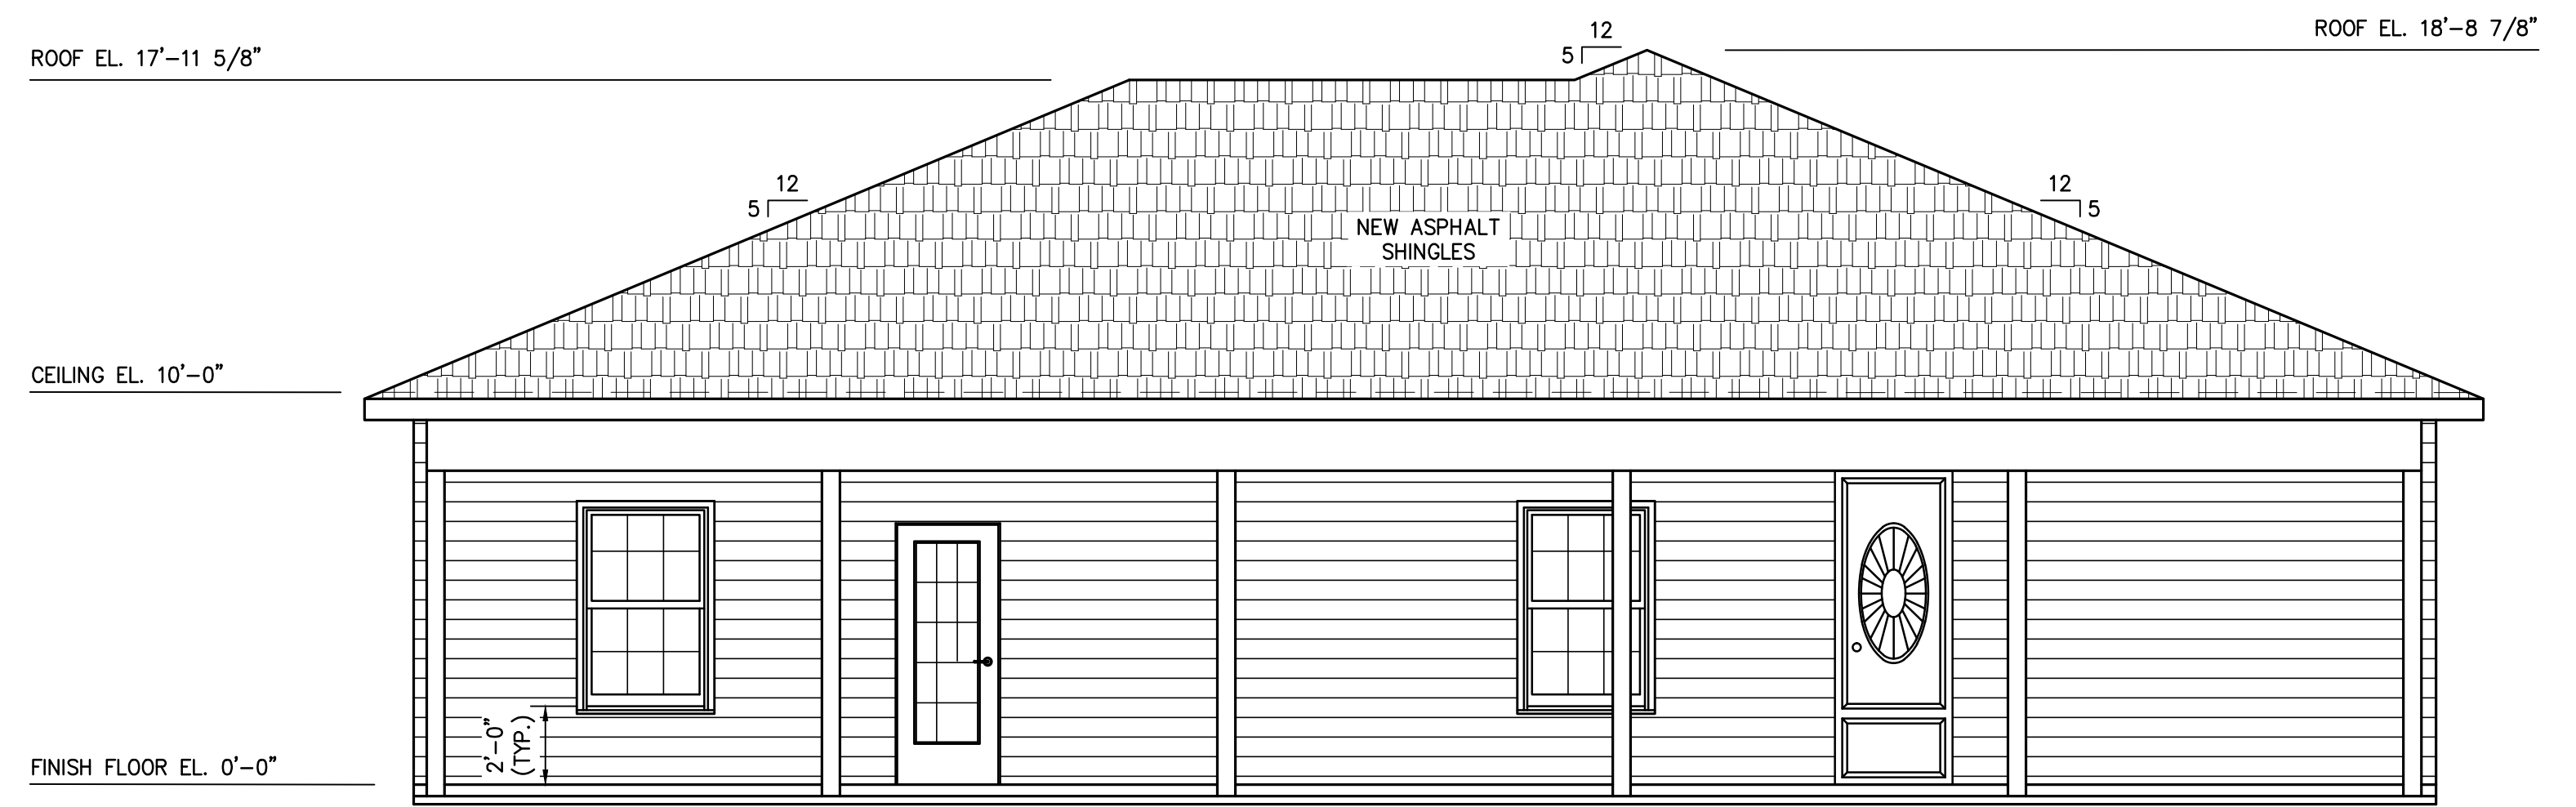 ROOF EL. 18'-8 7/8"
12
5
ROOF EL. 17'-11 5/8"
12
5
12
5
NEW ASPHALT
SHINGLES
CEILING EL. 10'-0"
2'-0"
(TYP.)
FINISH FLOOR EL. 0'-0"